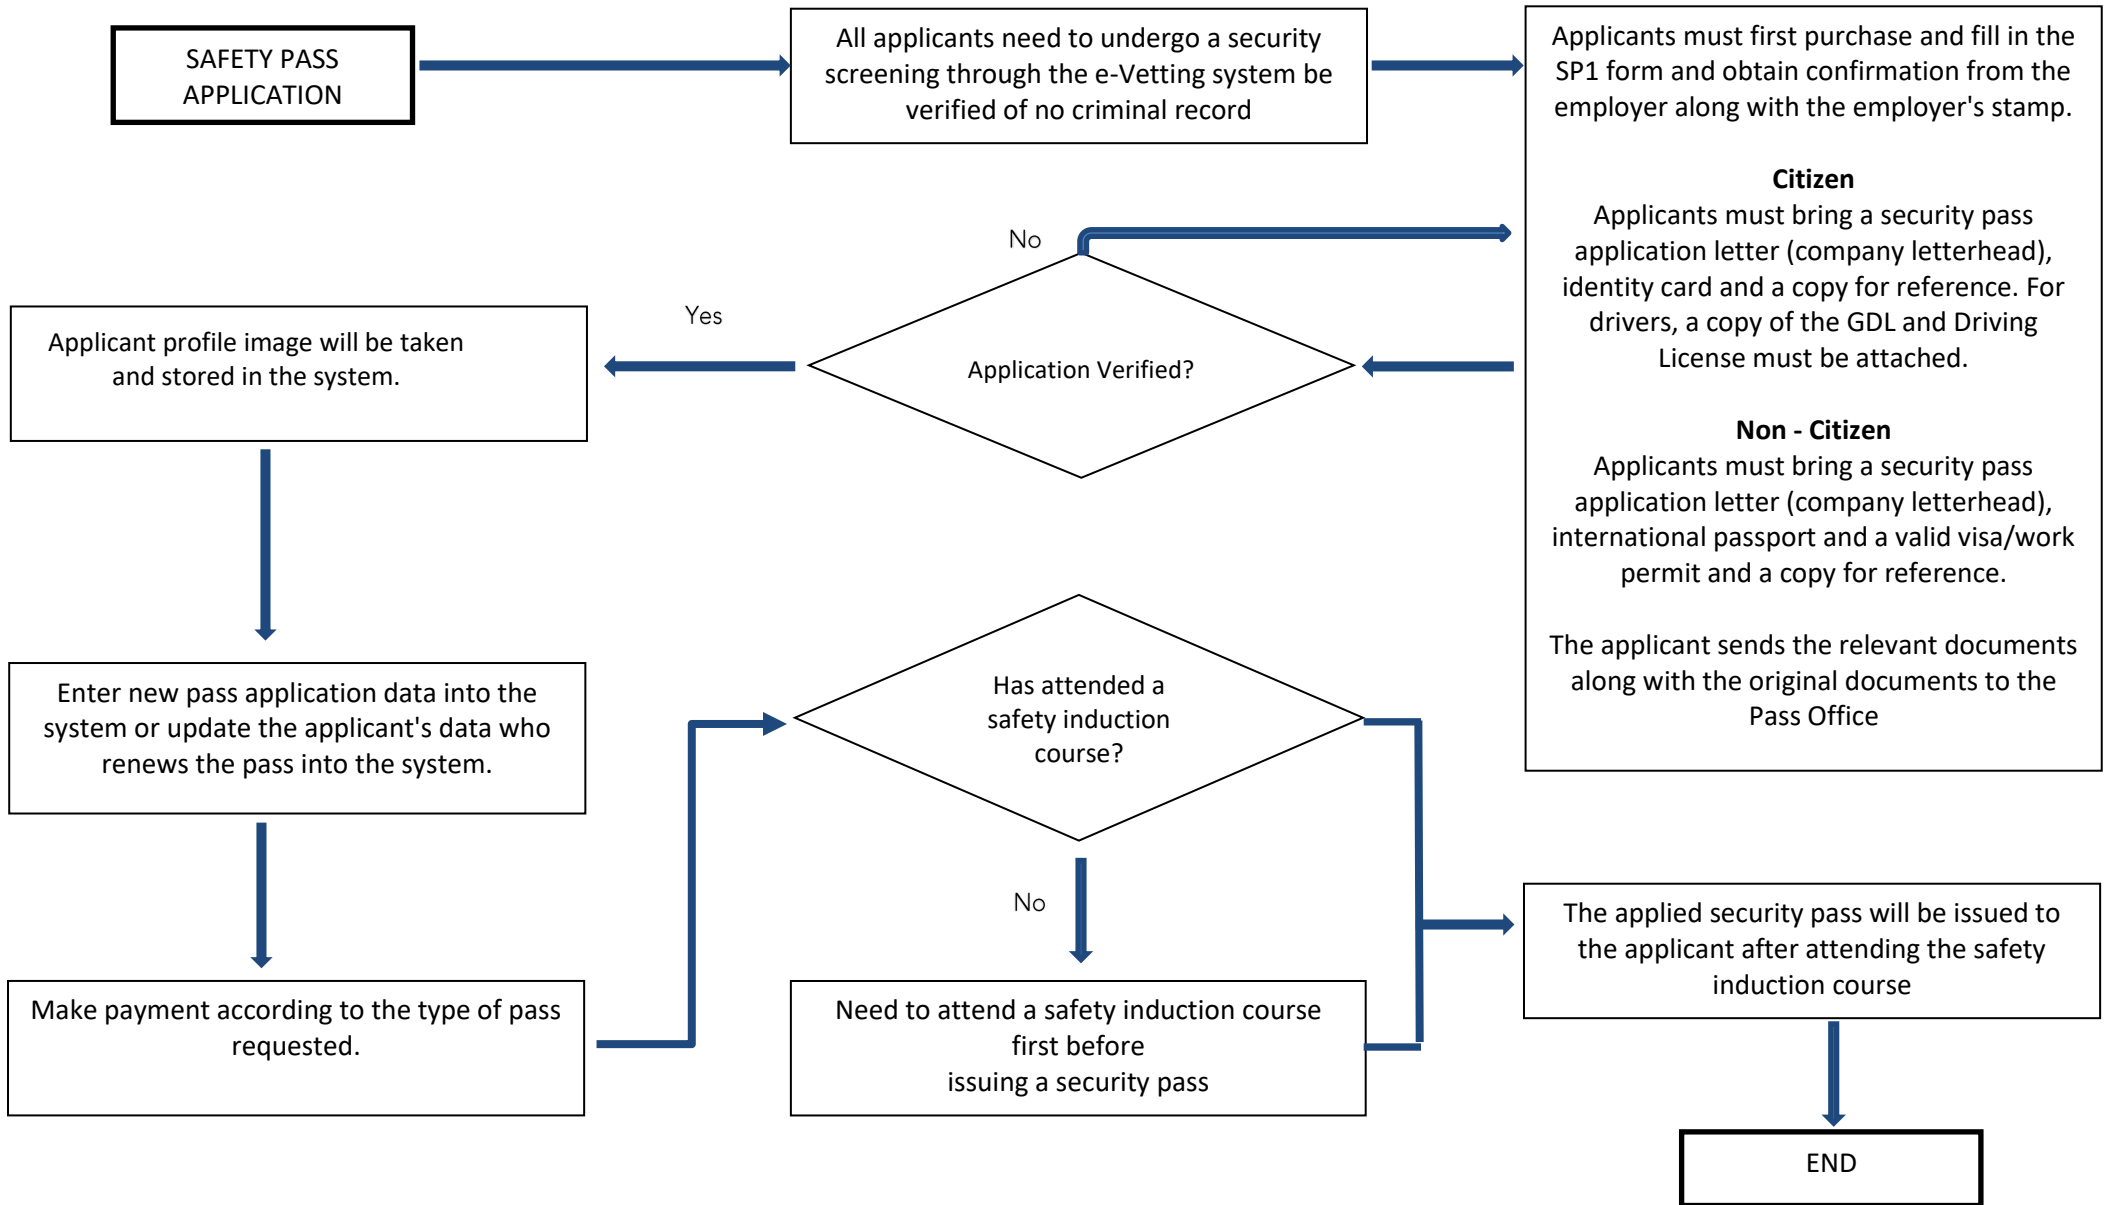 SAFETY PASS
APPLICATION
All applicants need to undergo a security
screening through the e-Vetting system be
verified of no criminal record
Applicants must first purchase and fill in the
SP1 form and obtain confirmation from the
employer along with the employer's stamp.
Citizen
Applicants must bring a security pass
application letter (company letterhead),
identity card and a copy for reference. For
drivers, a copy of the GDL and Driving
License must be attached.
Non - Citizen
Applicants must bring a security pass
application letter (company letterhead),
international passport and a valid visa/work
permit and a copy for reference.
The applicant sends the relevant documents
along with the original documents to the
Pass Office
No
Application Verified?
Yes
Applicant profile image will be taken
and stored in the system.
Enter new pass application data into the
system or update the applicant's data who
renews the pass into the system.
Make payment according to the type of pass
requested.
Has attended a
safety induction
course?
No
Need to attend a safety induction course
first before
issuing a security pass
The applied security pass will be issued to
the applicant after attending the safety
induction course
END